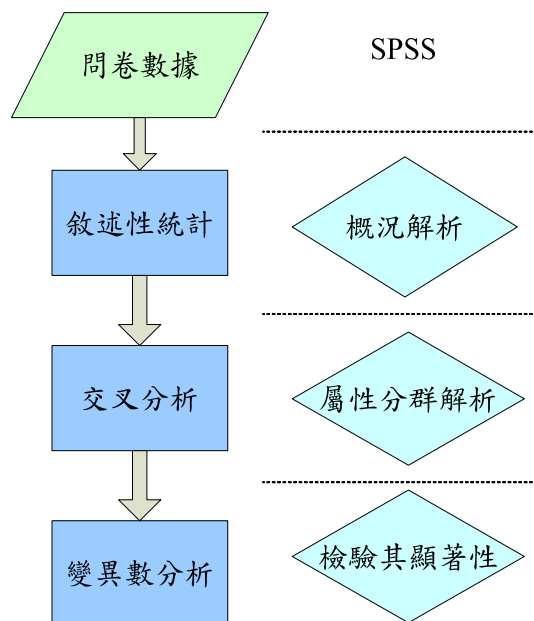 問卷數據
SPSS
敘述性統計
概況解析
交叉分析
屬性分群解析
變異數分析
檢驗其顯著性